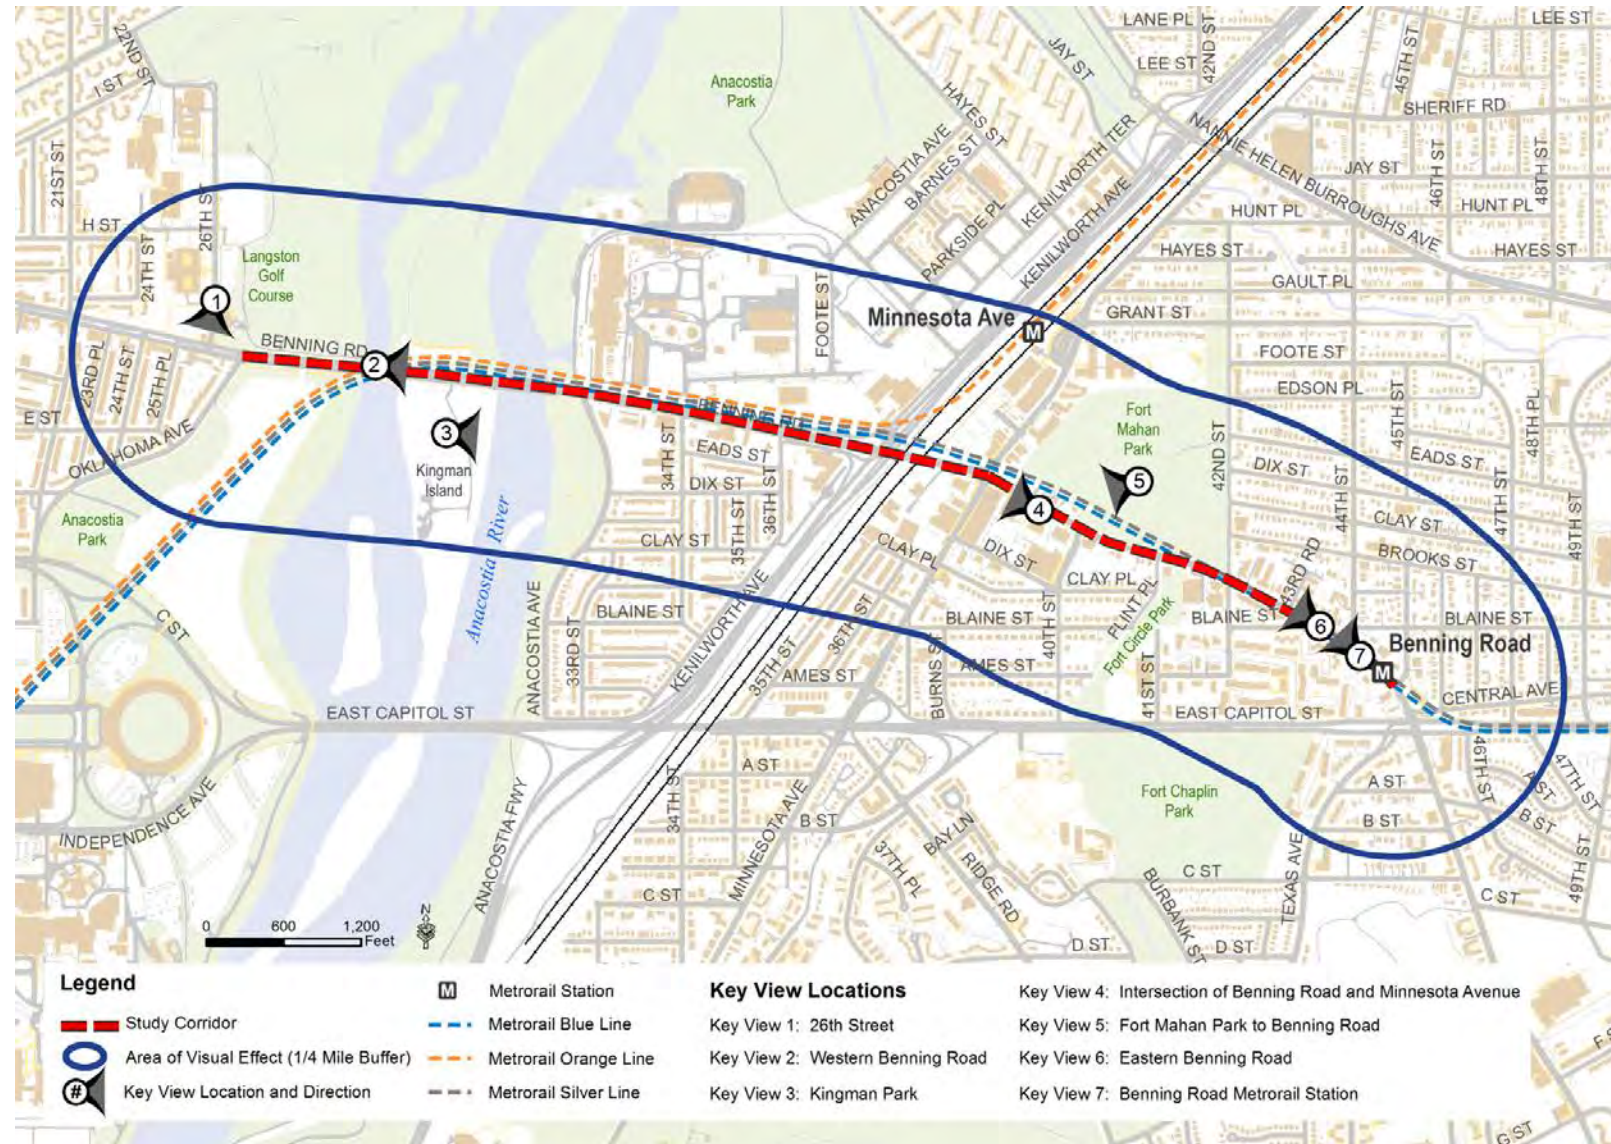 LANE PL
LEE ST
42ND ST
LEE ST
45TH ST
JAY ST
22ND ST
I ST
Anacostia
Park
HAYES ST
SHERIFF RD
NANNIE HELEN BURROUGHS AVE
KENILWORTH TER
ANACOSTIA AVE
BARNES ST
PARKSIDE PL
KENILWORTH AVE
JAY ST
46TH ST
48TH ST
HUNT PL
HUNT PL
21ST ST
H ST
26TH ST
24TH ST
Langston
Golf
Course
HAYES ST
HAYES ST
GAULT PL
GRANT ST
1
FOOTE ST
Minnesota Ave
M
FOOTE ST
EDSON PL
BENNING RD
2
23RD PL
24TH ST
25TH PL
E ST
OKLAHOMA AVE
BENNING RD
3
Kingman
Island
34TH ST
EADS ST
DIX ST
35TH ST
36TH ST
Fort
Mahan
Park
42ND ST
45TH ST
48TH PL
EADS ST
DIX ST
44TH ST
47TH ST
CLAY ST
49TH ST
BROOKS ST
5
4
Anacostia
Park
Anacostia River
CLAY ST
CLAY PL
DIX ST
CLAY PL
FLINT PL
43RD RD
C ST
ANACOSTIA AVE
BLAINE ST
33RD ST
KENILWORTH AVE
35TH ST
36TH ST
BURNS ST
BLAINE ST
40TH ST
Fort Circle Park
BLAINE ST
BLAINE ST
6
7
Benning Road
M
AMES ST
AMES ST
41ST ST
CENTRAL AVE
EAST CAPITOL ST
EAST CAPITOL ST
46TH ST
47TH ST
A ST
A ST
A ST
34TH ST
MINNESOTA AVE
B ST
B ST
B ST
Fort Chaplin
Park
INDEPENDENCE AVE
ANACOSTIA FWY
37TH PL
BAY LN
RIDGE RD
C ST
C ST
C ST
BURBANK ST
TEXAS AVE
49TH ST
D ST
D ST
0 600 1,200
Feet
N
Legend
Study Corridor
Area of Visual Effect (1/4 Mile Buffer)
# Key View Location and Direction
M Metrorail Station
Metrorail Blue Line
Metrorail Orange Line
Metrorail Silver Line
Key View Locations
Key View 1: 26th Street
Key View 2: Western Benning Road
Key View 3: Kingman Park
Key View 4: Intersection of Benning Road and Minnesota Avenue
Key View 5: Fort Mahan Park to Benning Road
Key View 6: Eastern Benning Road
Key View 7: Benning Road Metrorail Station
G ST